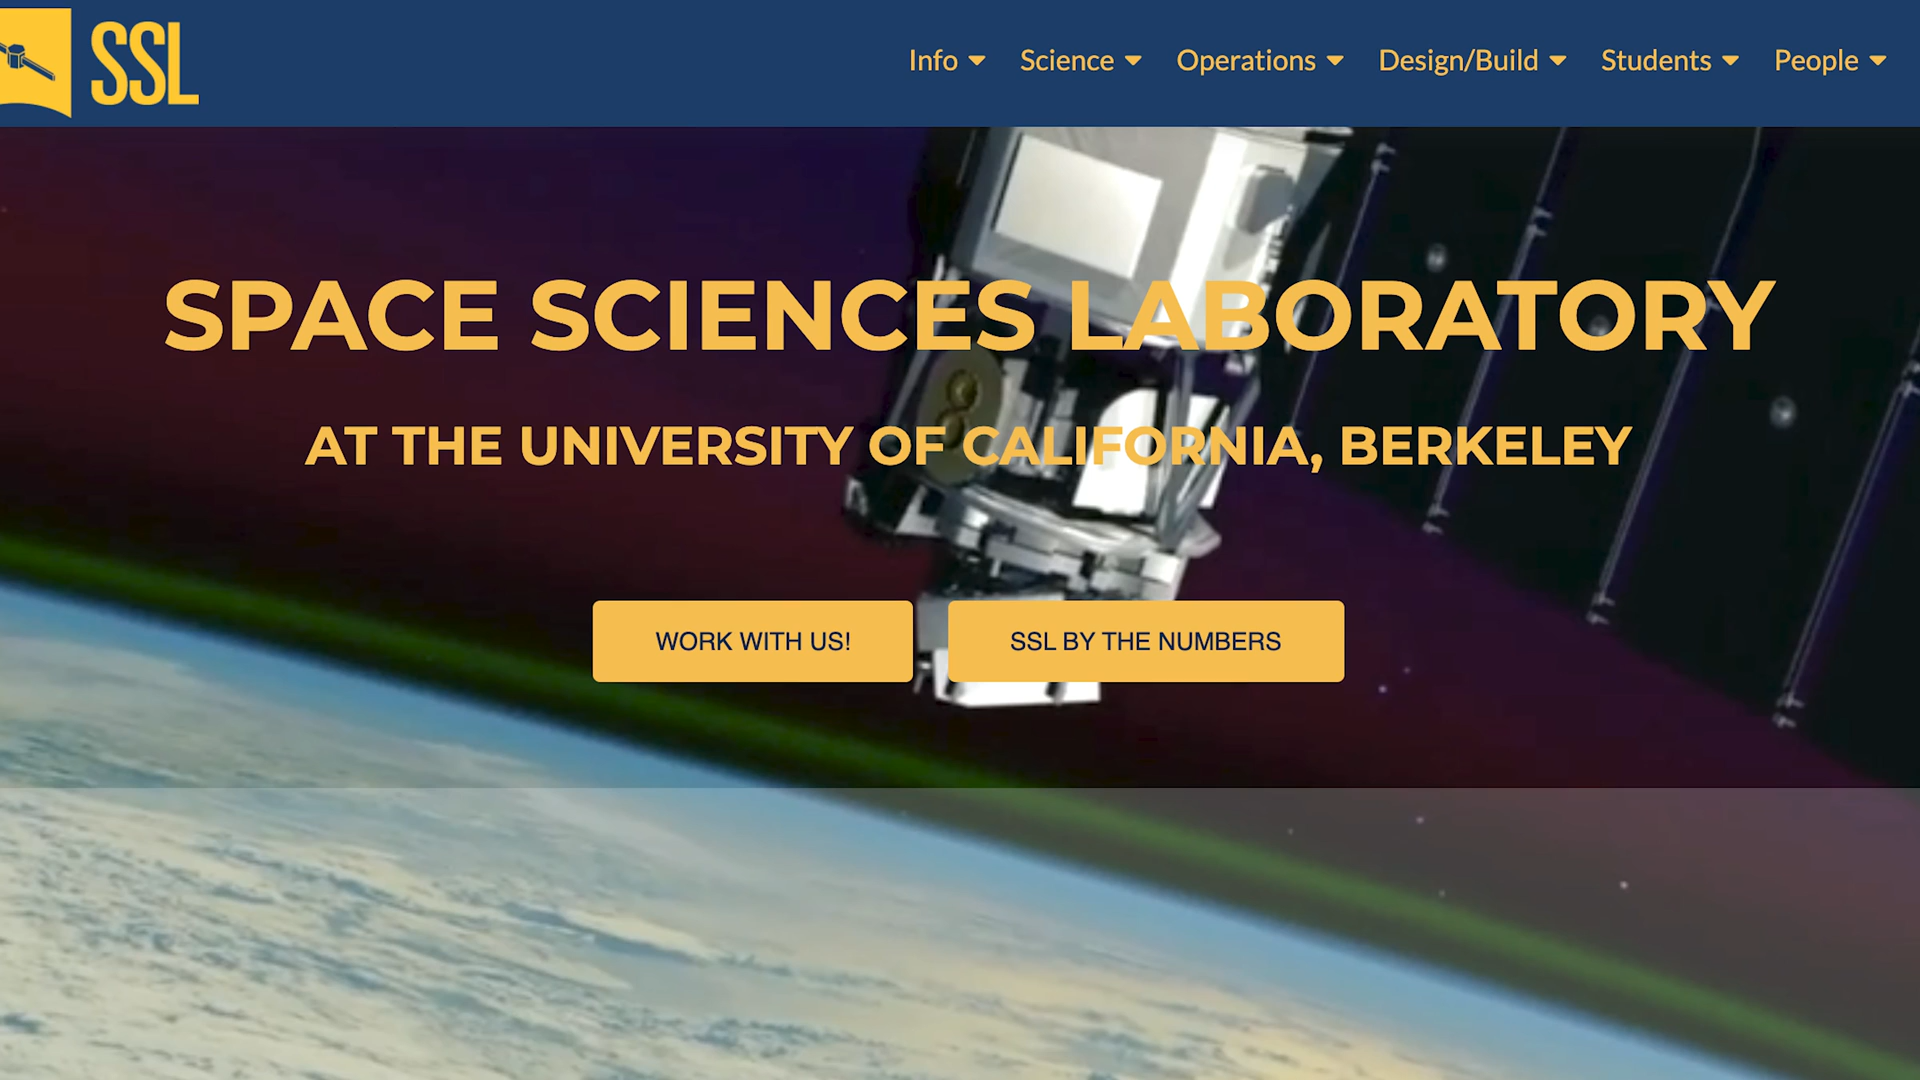 SSL
Info
Science
Operations
Design/Build
Students
People
SPACE SCIENCES LABORATORY
AT THE UNIVERSITY OF CALIFORNIA, BERKELEY
WORK WITH US!
SSL BY THE NUMBERS